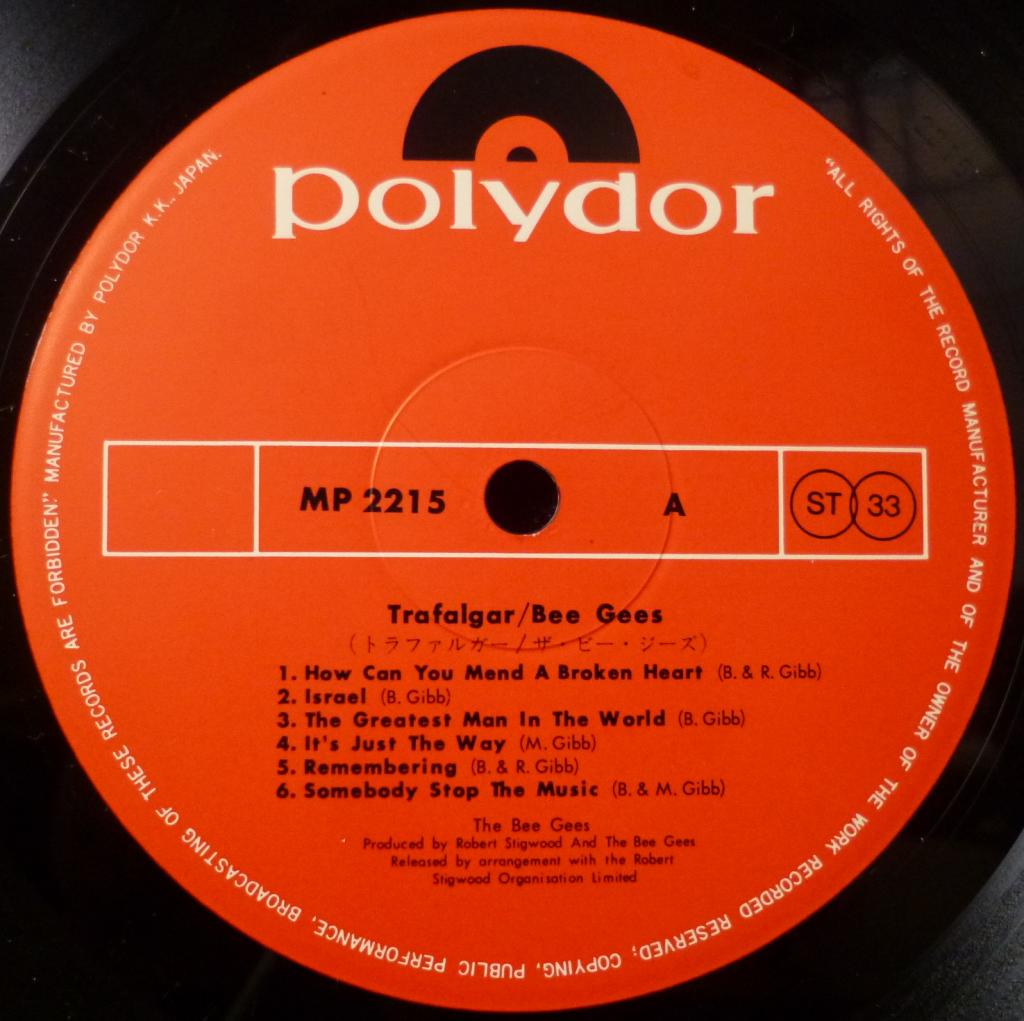 polydor
"ALL RIGHTS OF THE RECORD MANUFACTURER AND OF THE OWNER OF THE WORK RECORDED RESERVED; COPYING, PUBLIC PERFORMANCE, BROADCASTING OF THESE RECORDS ARE FORBIDDEN." MANUFACTURED BY POLYDOR K.K., JAPAN.
MP 2215 A ST 33
Trafalgar/Bee Gees
(トラファルガー/ザ・ビー・ジーズ)
1. How Can You Mend A Broken Heart (B. & R. Gibb)
2. Israel (B. Gibb)
3. The Greatest Man In The World (B. Gibb)
4. It's Just The Way (M. Gibb)
5. Remembering (B. & R. Gibb)
6. Somebody Stop The Music (B. & M. Gibb)
The Bee Gees
Produced by Robert Stigwood And The Bee Gees
Released by arrangement with the Robert
Stigwood Organisation Limited